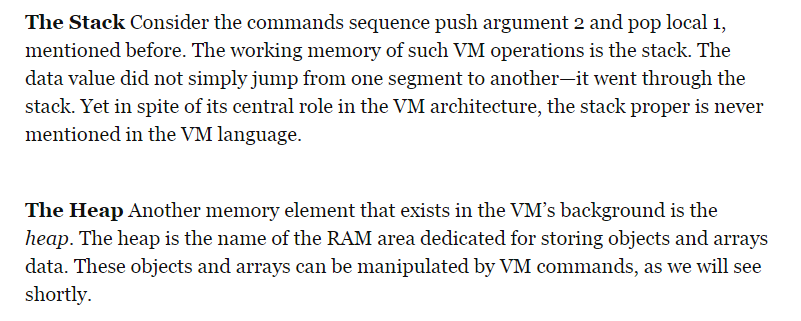 The Stack Consider the commands sequence push argument 2 and pop local 1,
mentioned before. The working memory of such VM operations is the stack. The
data value did not simply jump from one segment to another—it went through the
stack. Yet in spite of its central role in the VM architecture, the stack proper is never
mentioned in the VM language.
The Heap Another memory element that exists in the VM’s background is the
heap. The heap is the name of the RAM area dedicated for storing objects and arrays
data. These objects and arrays can be manipulated by VM commands, as we will see
shortly.